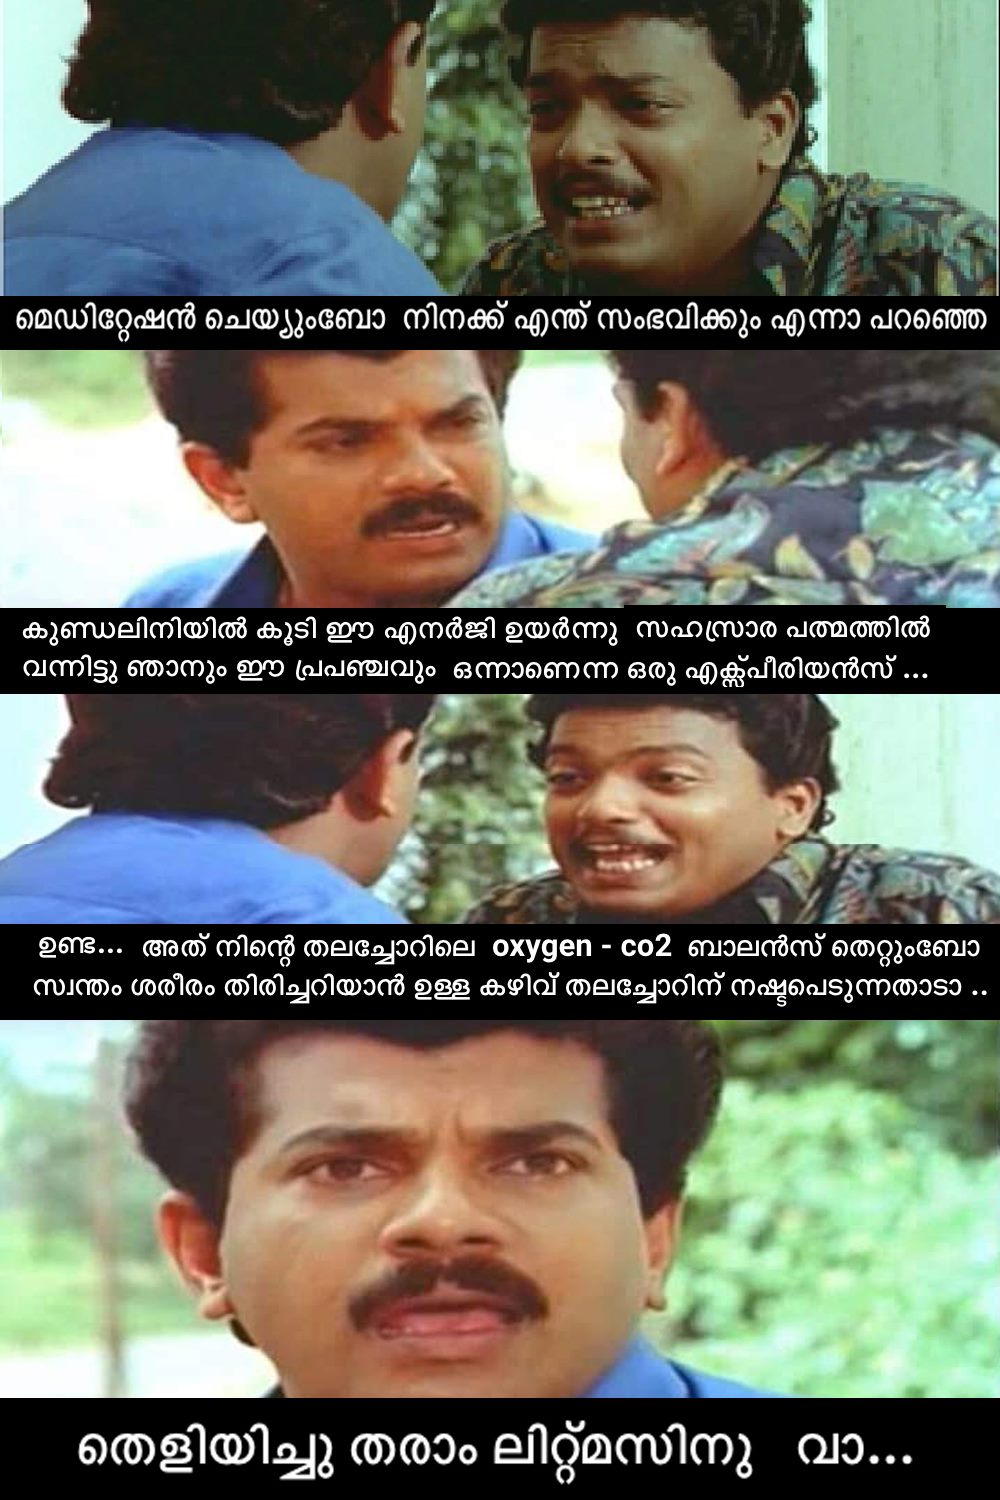 മെഡിറ്റേഷൻ ചെയ്യുംബോ നിനക്ക് എന്ത് സംഭവിക്കും എന്നാ പറഞ്ഞെ
കുണ്ഡലിനിയിൽ കൂടി ഈ എനർജി ഉയർന്നു സഹസ്രാര പത്മത്തിൽ
വന്നിട്ടു ഞാനും ഈ പ്രപഞ്ചവും ഒന്നാണെന്ന ഒരു എക്സ്പീരിയൻസ് ...
ഉണ്ട... അത് നിന്റെ തലച്ചോറിലെ oxygen - co2 ബാലൻസ് തെറ്റുംബോ
സ്വന്തം ശരീരം തിരിച്ചറിയാൻ ഉള്ള കഴിവ് തലച്ചോറിന് നഷ്ടപെടുന്നതാടാ ..
തെളിയിച്ചു തരാം ലിറ്റ്മസിനു വാ...